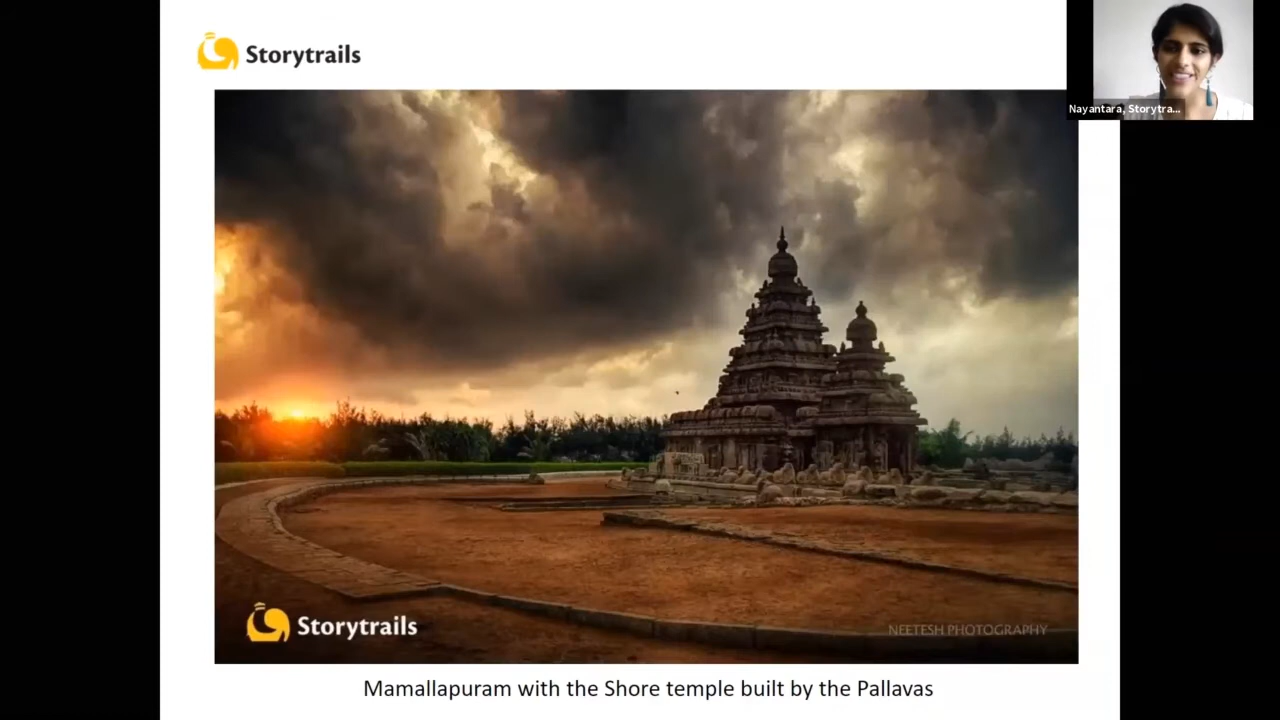 Storytrails
Nayantara, Storytra...
Storytrails
NEETESH PHOTOGRAPHY
Mamallapuram with the Shore temple built by the Pallavas